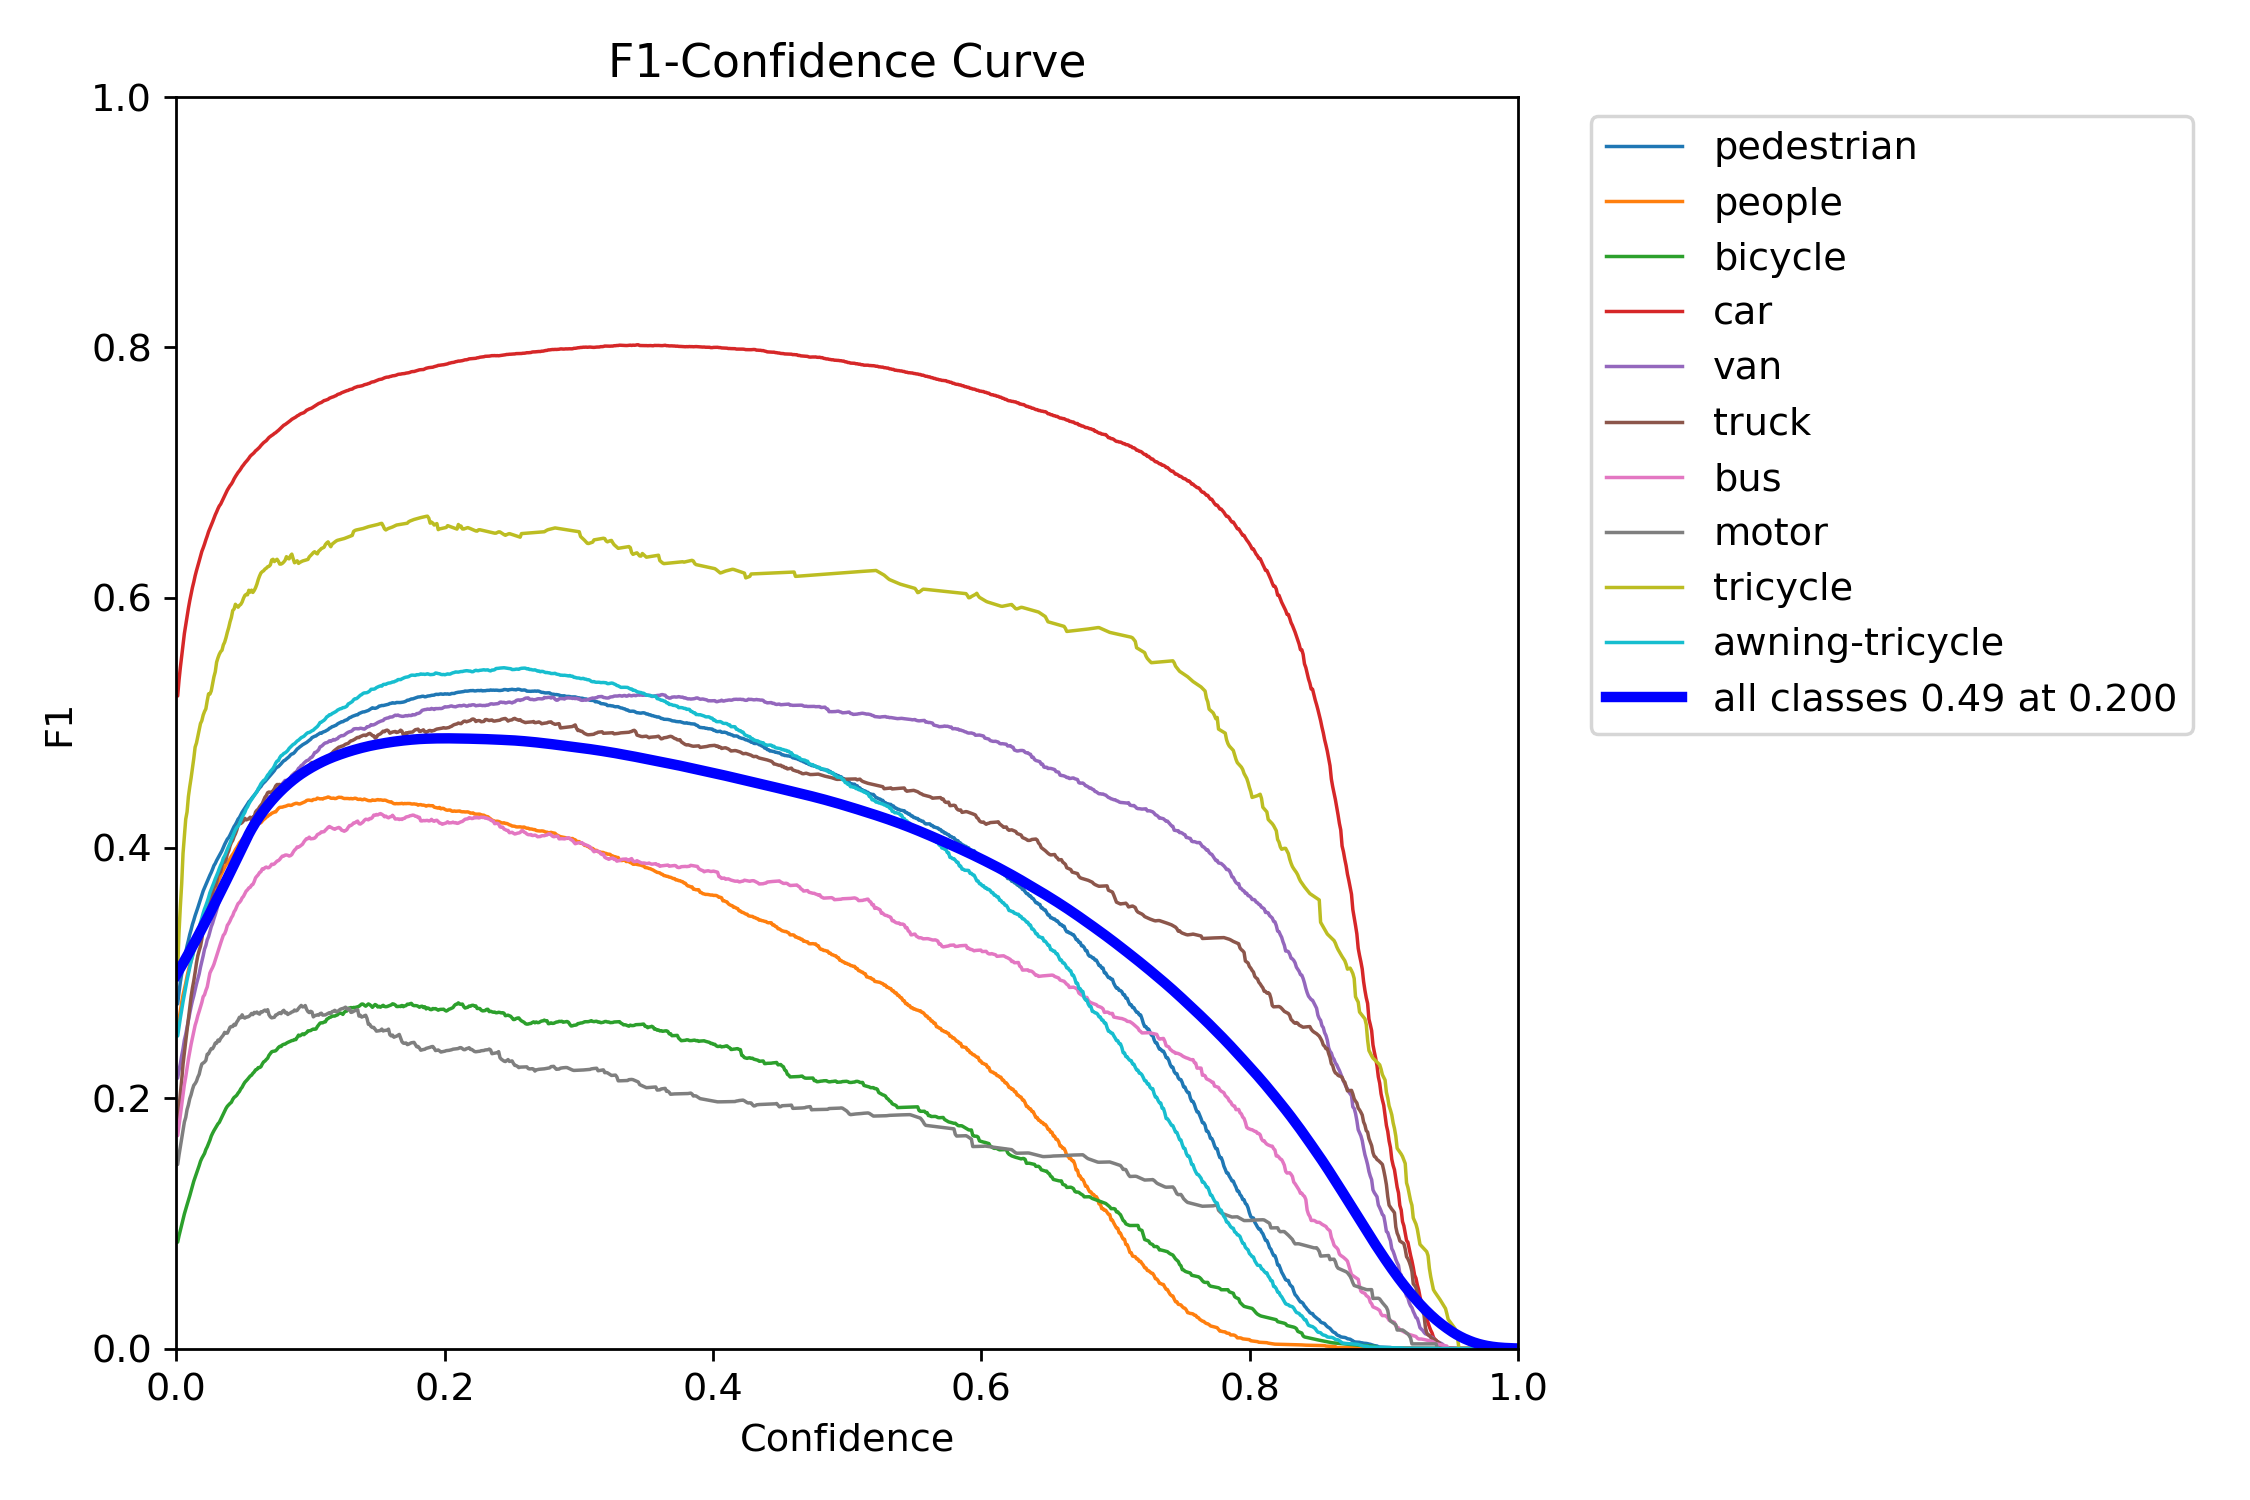 F1-Confidence Curve
1.0
0.8
0.6
0.4
0.2
0.0
F1
0.0 0.2 0.4 0.6 0.8 1.0
Confidence
pedestrian
people
bicycle
car
van
truck
bus
motor
tricycle
awning-tricycle
all classes 0.49 at 0.200